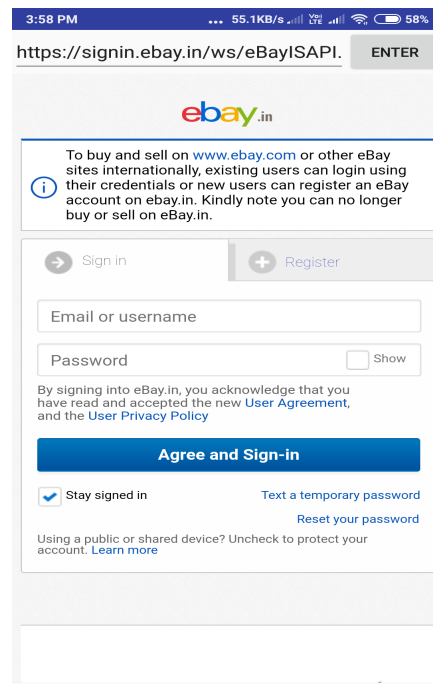 3:58 PM ... 55.1KB/s VoLTE 58%
https://signin.ebay.in/ws/eBayISAPI. ENTER
ebay.in
To buy and sell on www.ebay.com or other eBay
sites internationally, existing users can login using
their credentials or new users can register an eBay
account on ebay.in. Kindly note you can no longer
buy or sell on eBay.in.
Sign in
Register
Email or username
Password
Show
By signing into eBay.in, you acknowledge that you
have read and accepted the new User Agreement,
and the User Privacy Policy
Agree and Sign-in
Stay signed in
Text a temporary password
Reset your password
Using a public or shared device? Uncheck to protect your
account. Learn more